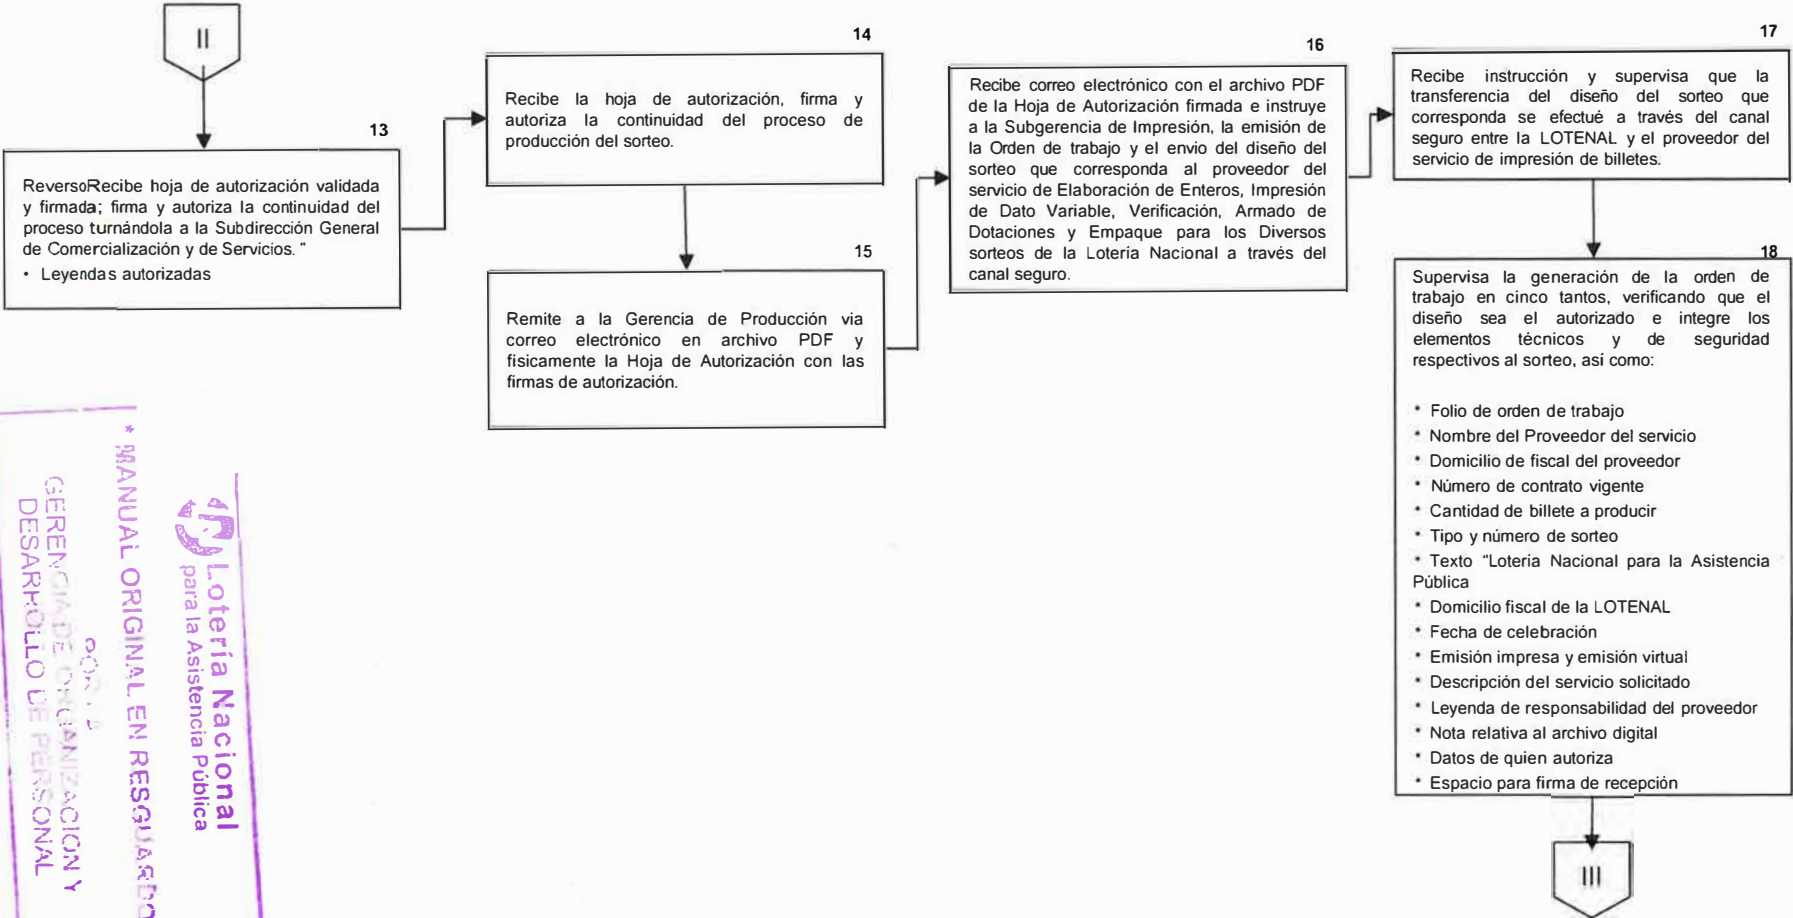 II
13
ReversoRecibe hoja de autorización validada
y firmada; firma y autoriza la continuidad del
proceso turnándola a la Subdirección General
de Comercialización y de Servicios. "
• Leyendas autorizadas
14
Recibe la hoja de autorización, firma y
autoriza la continuidad del proceso de
producción del sorteo.
15
Remite a la Gerencia de Producción via
correo electrónico en archivo PDF y
fisicamente la Hoja de Autorización con las
firmas de autorización.
16
Recibe correo electrónico con el archivo PDF
de la Hoja de Autorización firmada e instruye
a la Subgerencia de Impresión, la emisión de
la Orden de trabajo y el envio del diseño del
sorteo que corresponda al proveedor del
servicio de Elaboración de Enteros, Impresión
de Dato Variable, Verificación, Armado de
Dotaciones y Empaque para los Diversos
sorteos de la Lotería Nacional a través del
canal seguro.
17
Recibe instrucción y supervisa que la
transferencia del diseño del sorteo que
corresponda se efectué a través del canal
seguro entre la LOTENAL y el proveedor del
servicio de impresión de billetes.
18
Supervisa la generación de la orden de
trabajo en cinco tantos, verificando que el
diseño sea el autorizado e integre los
elementos técnicos y de seguridad
respectivos al sorteo, así como:
* Folio de orden de trabajo
* Nombre del Proveedor del servicio
* Domicilio de fiscal del proveedor
* Número de contrato vigente
* Cantidad de billete a producir
* Tipo y número de sorteo
* Texto "Lotería Nacional para la Asistencia
Pública
* Domicilio fiscal de la LOTENAL
* Fecha de celebración
* Emisión impresa y emisión virtual
* Descripción del servicio solicitado
* Leyenda de responsabilidad del proveedor
* Nota relativa al archivo digital
* Datos de quien autoriza
* Espacio para firma de recepción
III
Lotería Nacional
para la Asistencia Pública
* MANUAL ORIGINAL EN RESGUARDO
POR LA
GERENCIA DE ORGANIZACION Y
DESARROLLO DE PERSONAL